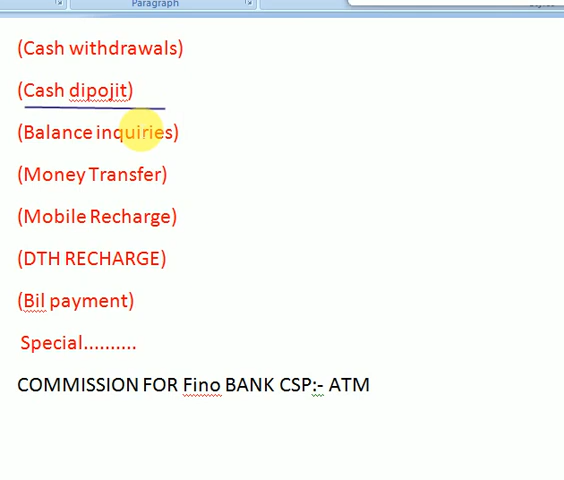 Paragraph
(Cash withdrawals)
(Cash dipojit)
(Balance inquiries)
(Money Transfer)
(Mobile Recharge)
(DTH RECHARGE)
(Bil payment)
Special..........
COMMISSION FOR Fino BANK CSP:- ATM